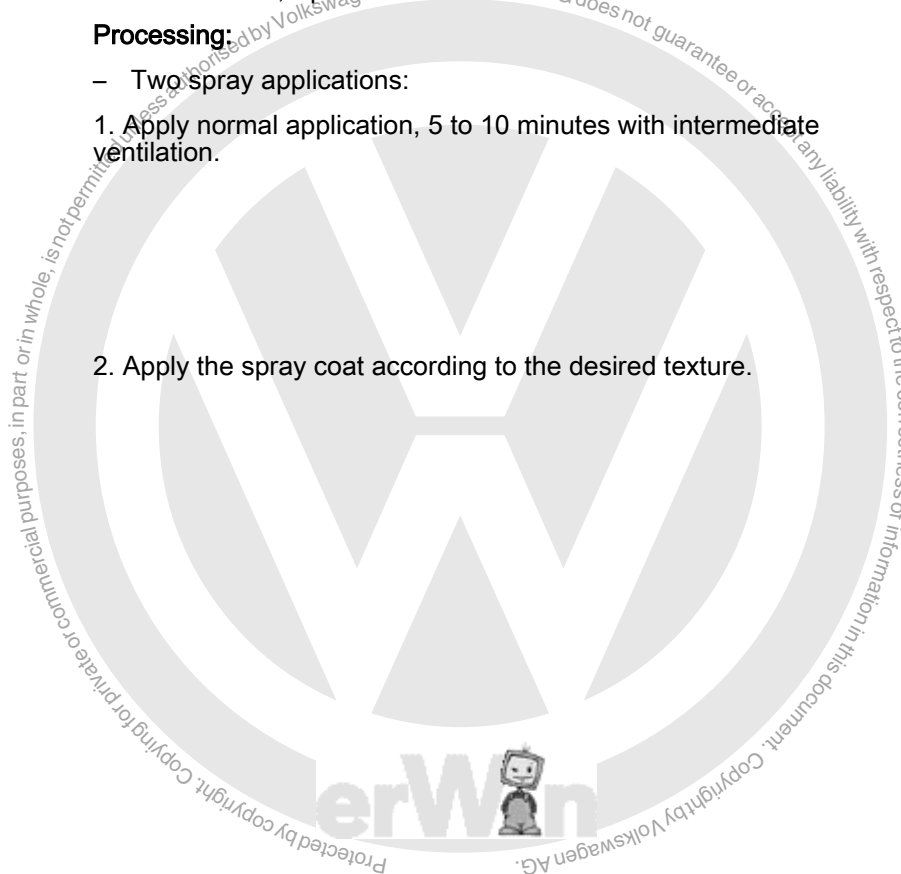 Processing:
– Two spray applications:
1. Apply normal application, 5 to 10 minutes with intermediate
ventilation.
2. Apply the spray coat according to the desired texture.
erWin
Protected by copyright. Copying for private or commercial purposes, in part or in whole, is not permitted unless authorised by Volkswagen
does not guarantee or accept any liability with respect to the correctness of information in this document. Copyright by Volkswagen AG.